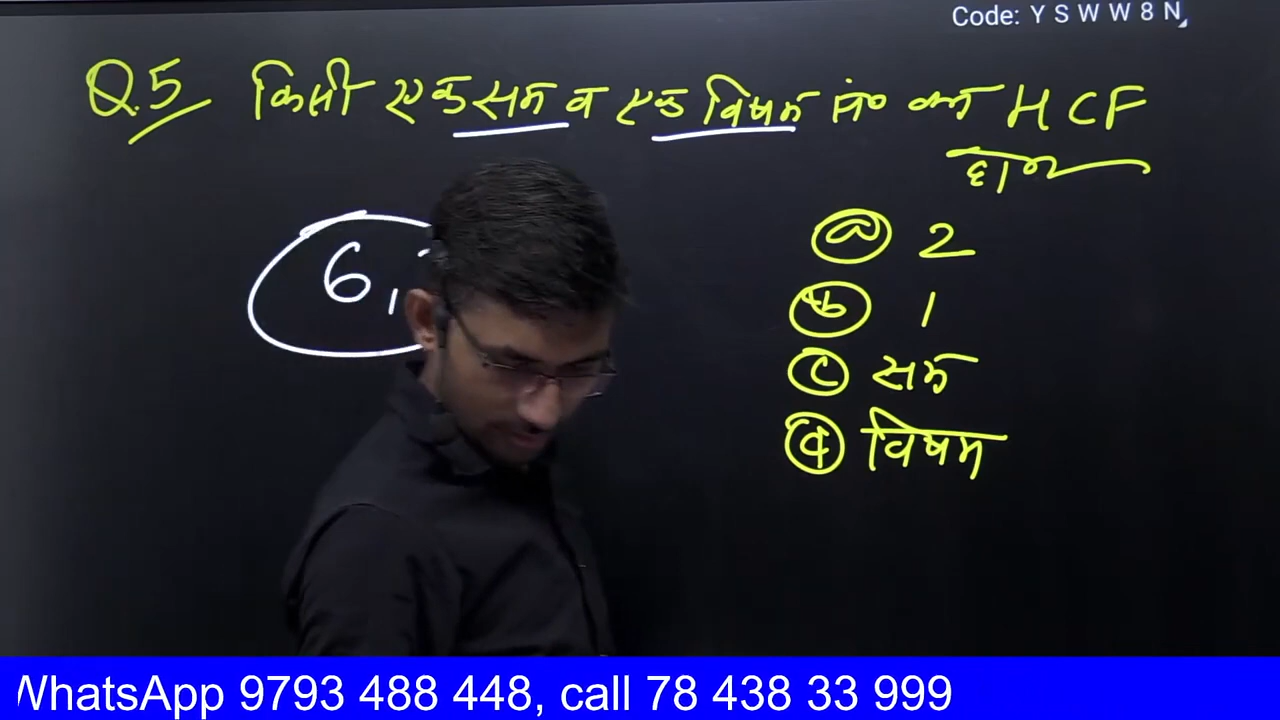 Code: Y S W W 8 N
Q.5 किसी एक सम व एक विषम सं० का HCF
होगा
6,
ⓐ 2
ⓑ 1
ⓒ सम
ⓓ विषम
WhatsApp 9793 488 448, call 78 438 33 999